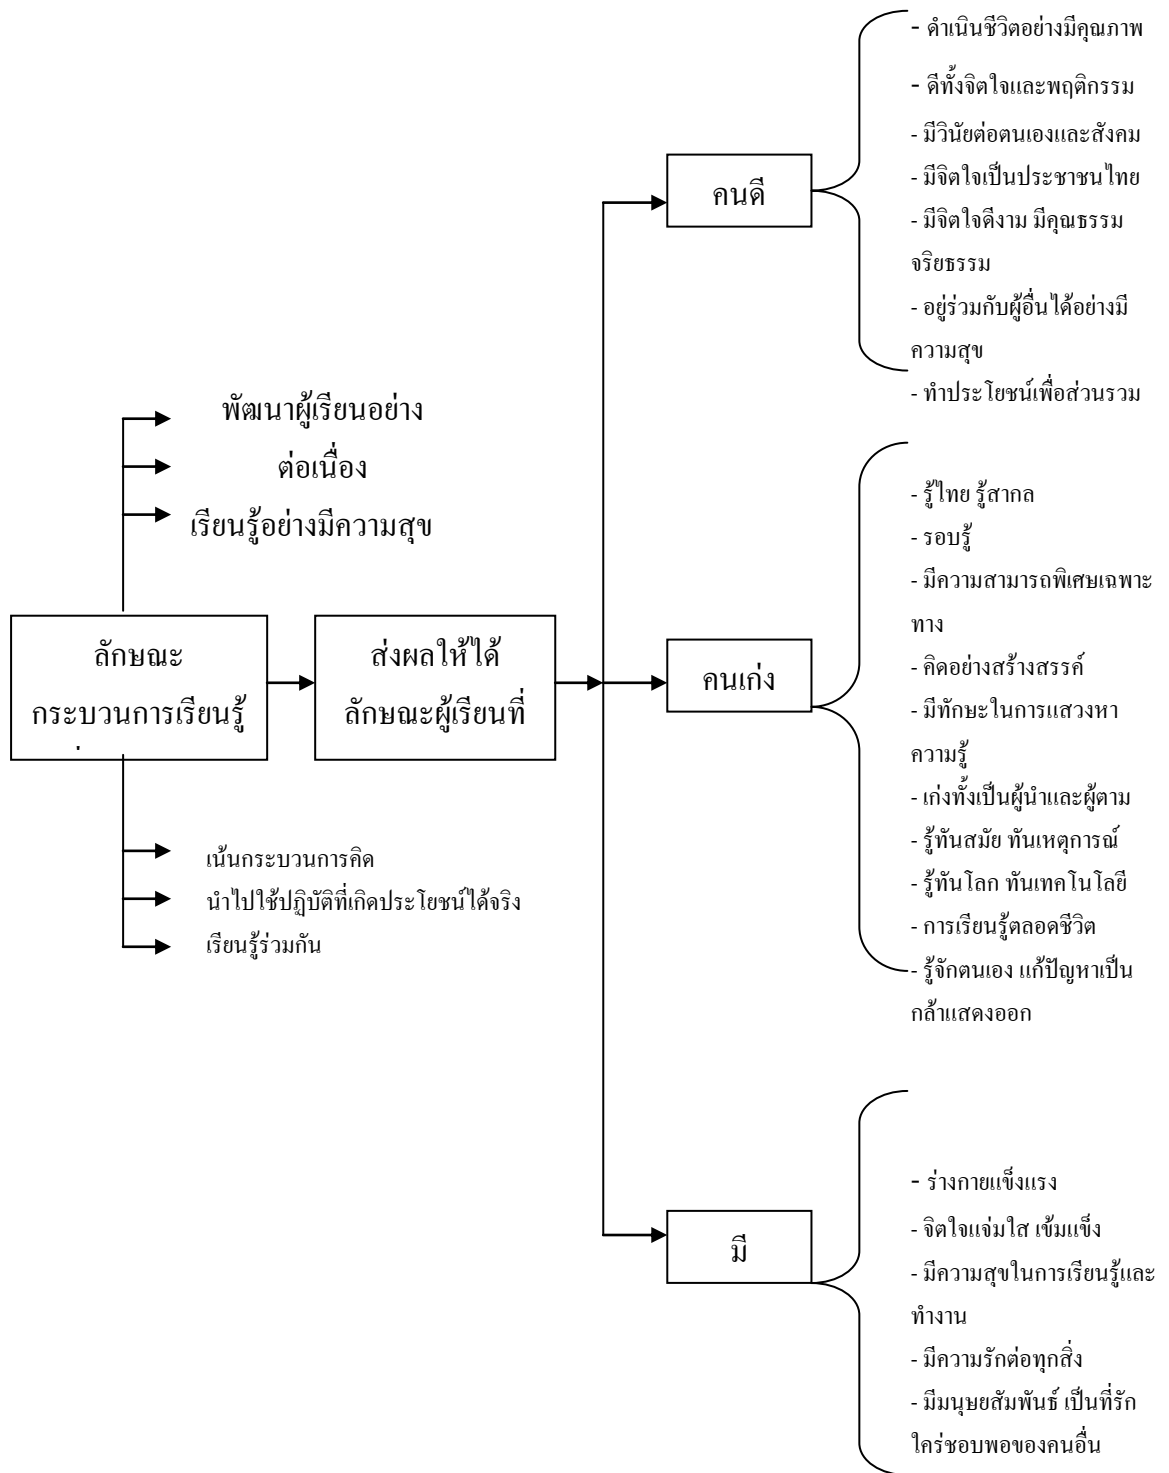 พัฒนาผู้เรียนอย่าง
ต่อเนื่อง
เรียนรู้อย่างมีความสุข
ลักษณะ
กระบวนการเรียนรู้
เน้นกระบวนการคิด
นำไปใช้ปฏิบัติที่เกิดประโยชน์ได้จริง
เรียนรู้ร่วมกัน
ส่งผลให้ได้
ลักษณะผู้เรียนที่
คนดี
- ดำเนินชีวิตอย่างมีคุณภาพ
- ดีทั้งจิตใจและพฤติกรรม
- มีวินัยต่อตนเองและสังคม
- มีจิตใจเป็นประชาชนไทย
- มีจิตใจดีงาม มีคุณธรรม
จริยธรรม
- อยู่ร่วมกับผู้อื่นได้อย่างมี
ความสุข
- ทำประโยชน์เพื่อส่วนรวม
คนเก่ง
- รู้ไทย รู้สากล
- รอบรู้
- มีความสามารถพิเศษเฉพาะ
ทาง
- คิดอย่างสร้างสรรค์
- มีทักษะในการแสวงหา
ความรู้
- เก่งทั้งเป็นผู้นำและผู้ตาม
- รู้ทันสมัย ทันเหตุการณ์
- รู้ทันโลก ทันเทคโนโลยี
- การเรียนรู้ตลอดชีวิต
- รู้จักตนเอง แก้ปัญหาเป็น
กล้าแสดงออก
มี
- ร่างกายแข็งแรง
- จิตใจแจ่มใส เข้มแข็ง
- มีความสุขในการเรียนรู้และ
ทำงาน
- มีความรักต่อทุกสิ่ง
- มีมนุษยสัมพันธ์ เป็นที่รัก
ใคร่ชอบพอของคนอื่น